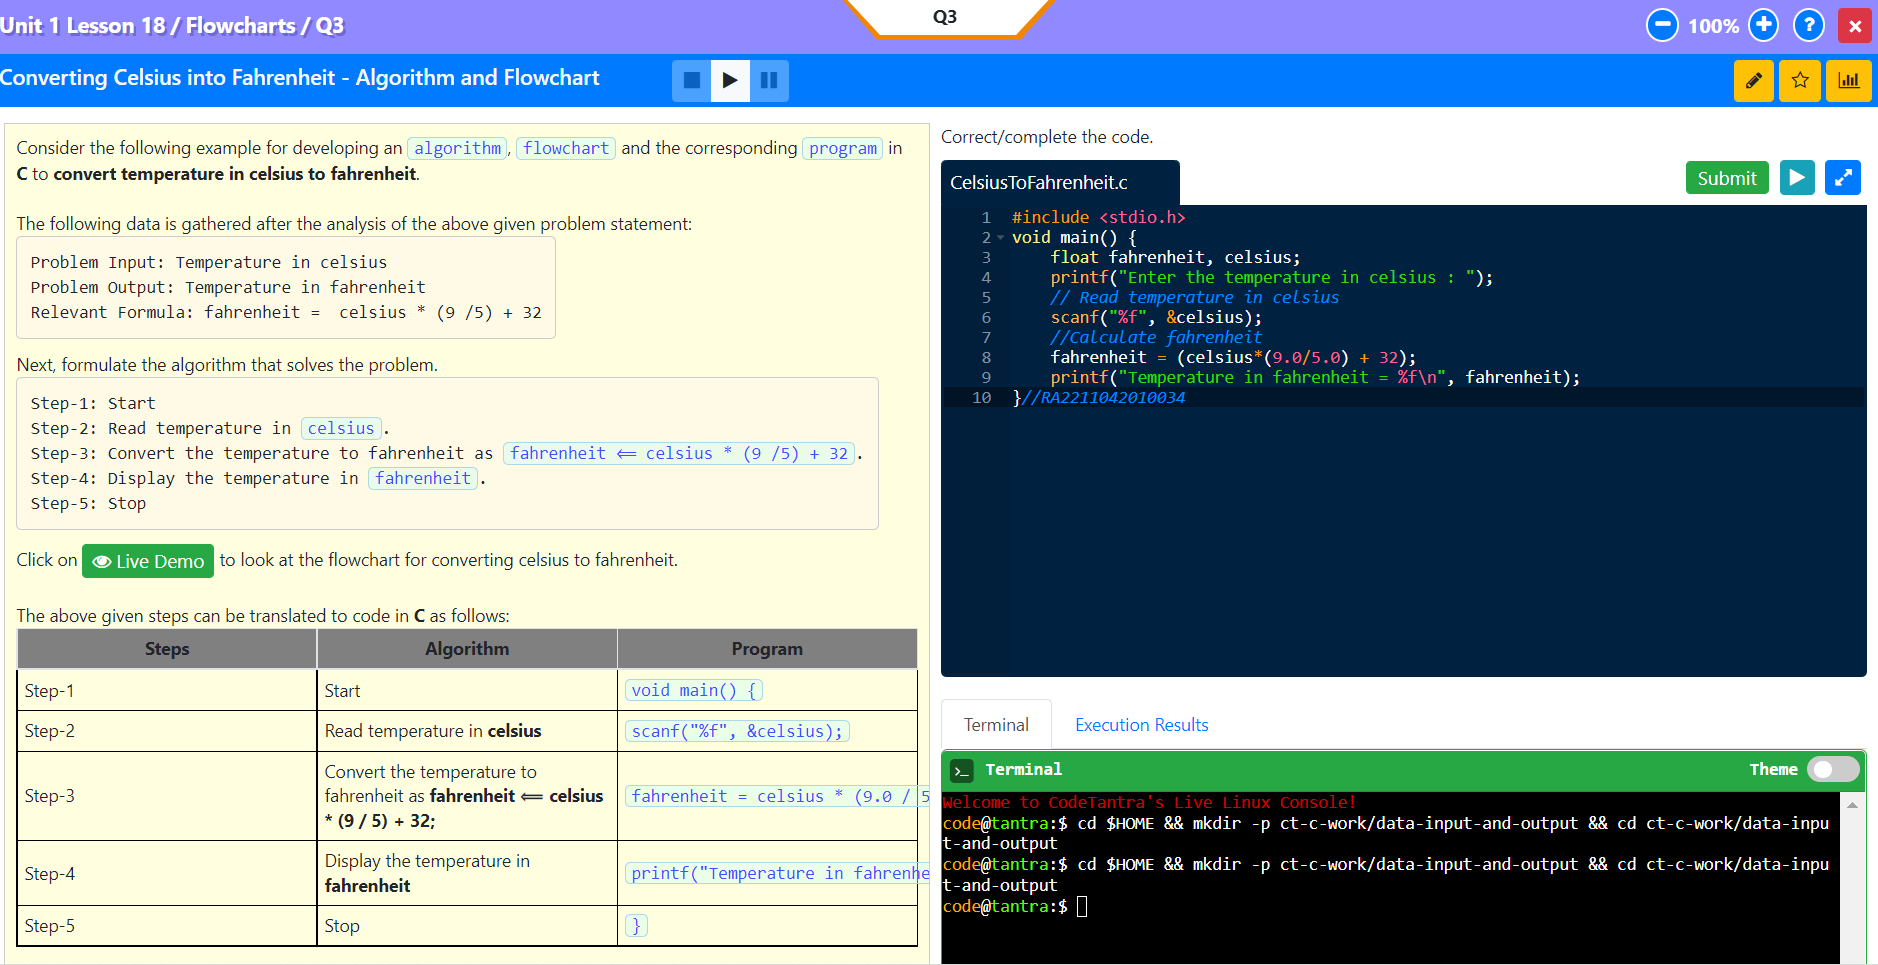 Unit 1 Lesson 18 / Flowcharts / Q3
Q3
100%
?
×
Converting Celsius into Fahrenheit - Algorithm and Flowchart
Consider the following example for developing an algorithm, flowchart and the corresponding program in
C to convert temperature in celsius to fahrenheit.
The following data is gathered after the analysis of the above given problem statement:
Problem Input: Temperature in celsius
Problem Output: Temperature in fahrenheit
Relevant Formula: fahrenheit =  celsius * (9 /5) + 32
Next, formulate the algorithm that solves the problem.
Step-1: Start
Step-2: Read temperature in celsius.
Step-3: Convert the temperature to fahrenheit as fahrenheit ⟸ celsius * (9 /5) + 32.
Step-4: Display the temperature in fahrenheit.
Step-5: Stop
Click on Live Demo to look at the flowchart for converting celsius to fahrenheit.
The above given steps can be translated to code in C as follows:
Steps Algorithm Program
Step-1 Start void main() {
Step-2 Read temperature in celsius scanf("%f", &celsius);
Step-3 Convert the temperature to
fahrenheit as fahrenheit ⟸ celsius
* (9 / 5) + 32; fahrenheit = celsius * (9.0 / 5
Step-4 Display the temperature in
fahrenheit printf("Temperature in fahrenhe
Step-5 Stop }
Correct/complete the code.
CelsiusToFahrenheit.c
Submit
1 #include <stdio.h>
2 void main() {
3 float fahrenheit, celsius;
4 printf("Enter the temperature in celsius : ");
5 // Read temperature in celsius
6 scanf("%f", &celsius);
7 //Calculate fahrenheit
8 fahrenheit = (celsius*(9.0/5.0) + 32);
9 printf("Temperature in fahrenheit = %f\n", fahrenheit);
10 }//RA2211042010034
Terminal Execution Results
>_ Terminal Theme
Welcome to CodeTantra's Live Linux Console!
code@tantra:$ cd $HOME && mkdir -p ct-c-work/data-input-and-output && cd ct-c-work/data-inpu
t-and-output
code@tantra:$ cd $HOME && mkdir -p ct-c-work/data-input-and-output && cd ct-c-work/data-inpu
t-and-output
code@tantra:$